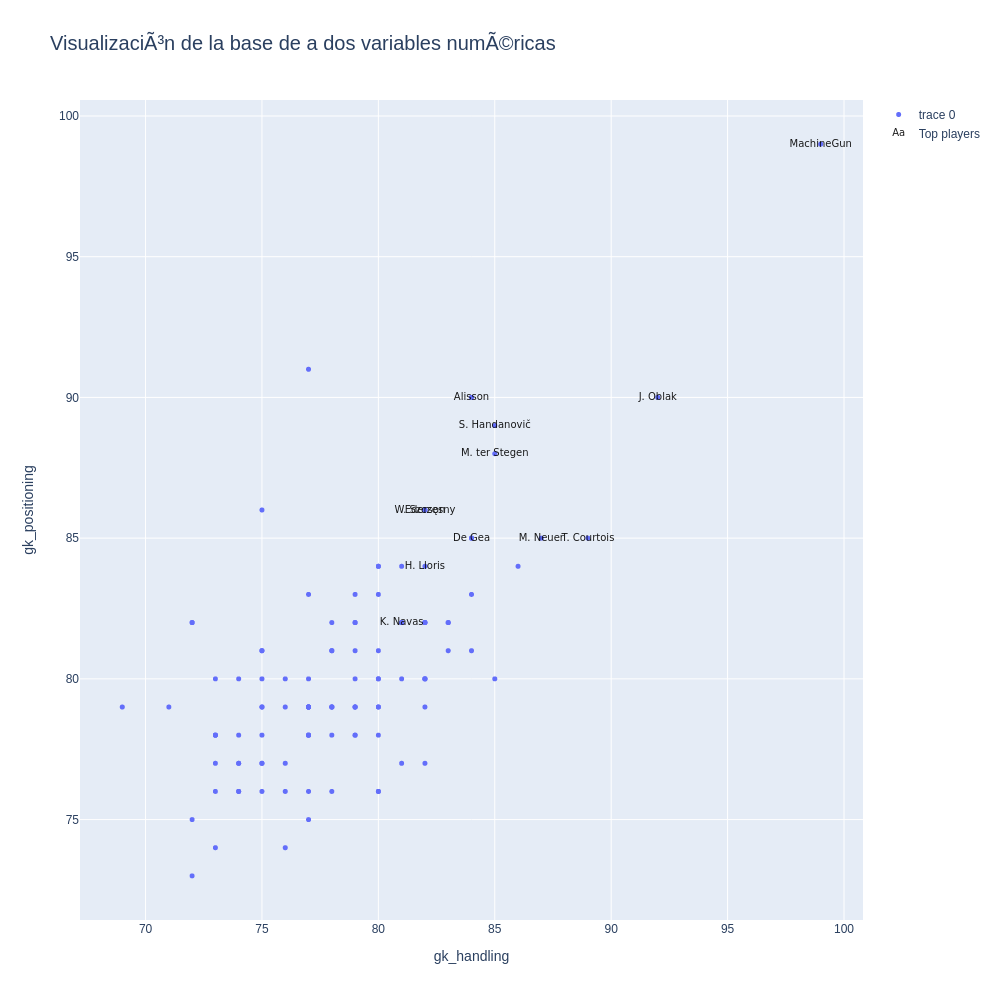 VisualizaciÃ³n de la base de a dos variables numÃ©ricas
trace 0
Aa Top players
100
95
90
85
80
75
gk_positioning
MachineGun
Alisson
J. Oblak
S. Handanovič
M. ter Stegen
W. Szczęsny
Ederson
De Gea
M. Neuer
T. Courtois
H. Lloris
K. Navas
70
75
80
85
90
95
100
gk_handling